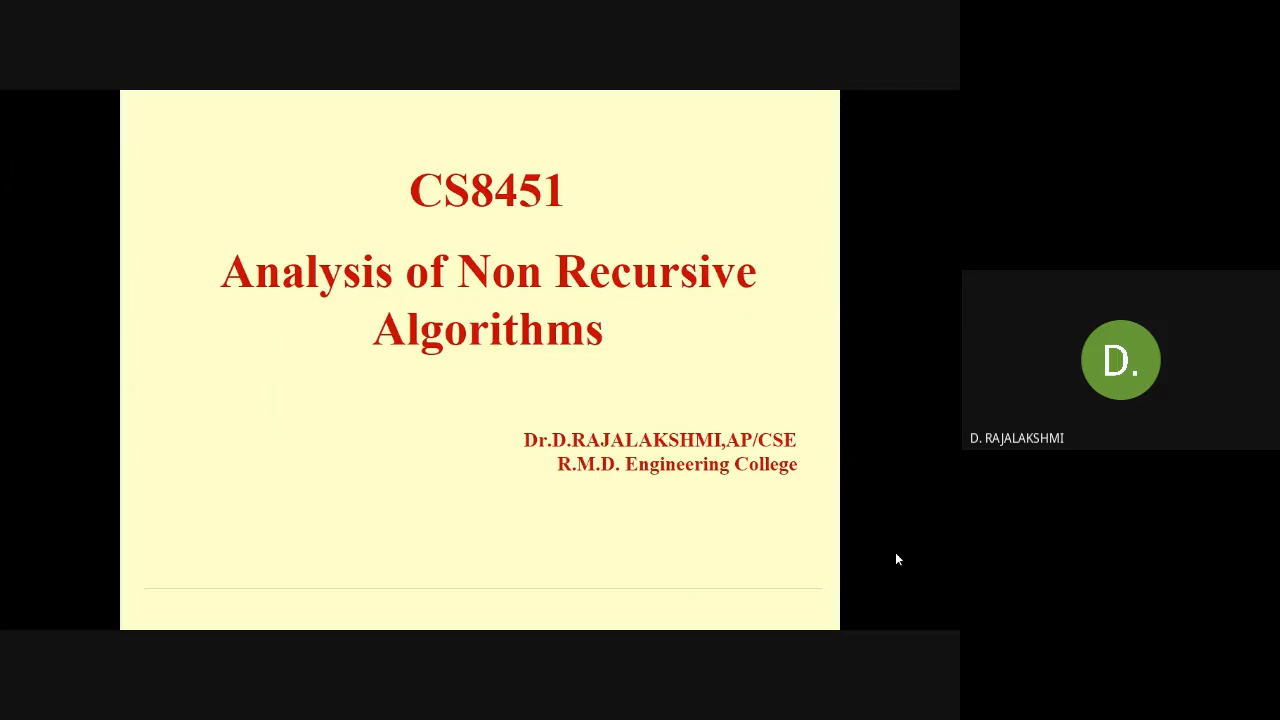 CS8451
Analysis of Non Recursive
Algorithms
Dr.D.RAJALAKSHMI,AP/CSE
R.M.D. Engineering College
D.
D. RAJALAKSHMI